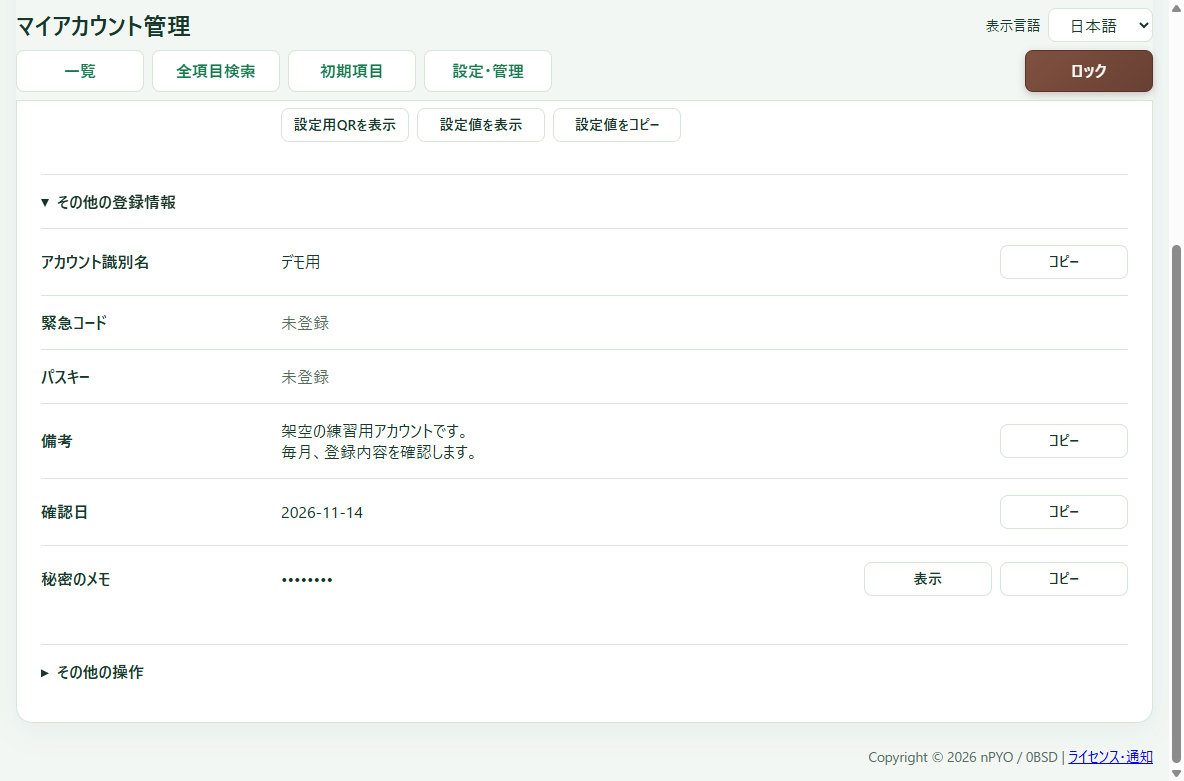 マイアカウント管理
表示言語 日本語
一覧 全項目検索 初期項目 設定・管理 ロック
設定用QRを表示 設定値を表示 設定値をコピー
▼ その他の登録情報
アカウント識別名 デモ用 コピー
緊急コード 未登録
パスキー 未登録
備考 架空の練習用アカウントです。
毎月、登録内容を確認します。 コピー
確認日 2026-11-14 コピー
秘密のメモ •••••••• 表示 コピー
▶ その他の操作
Copyright © 2026 nPYO / 0BSD | ライセンス・通知